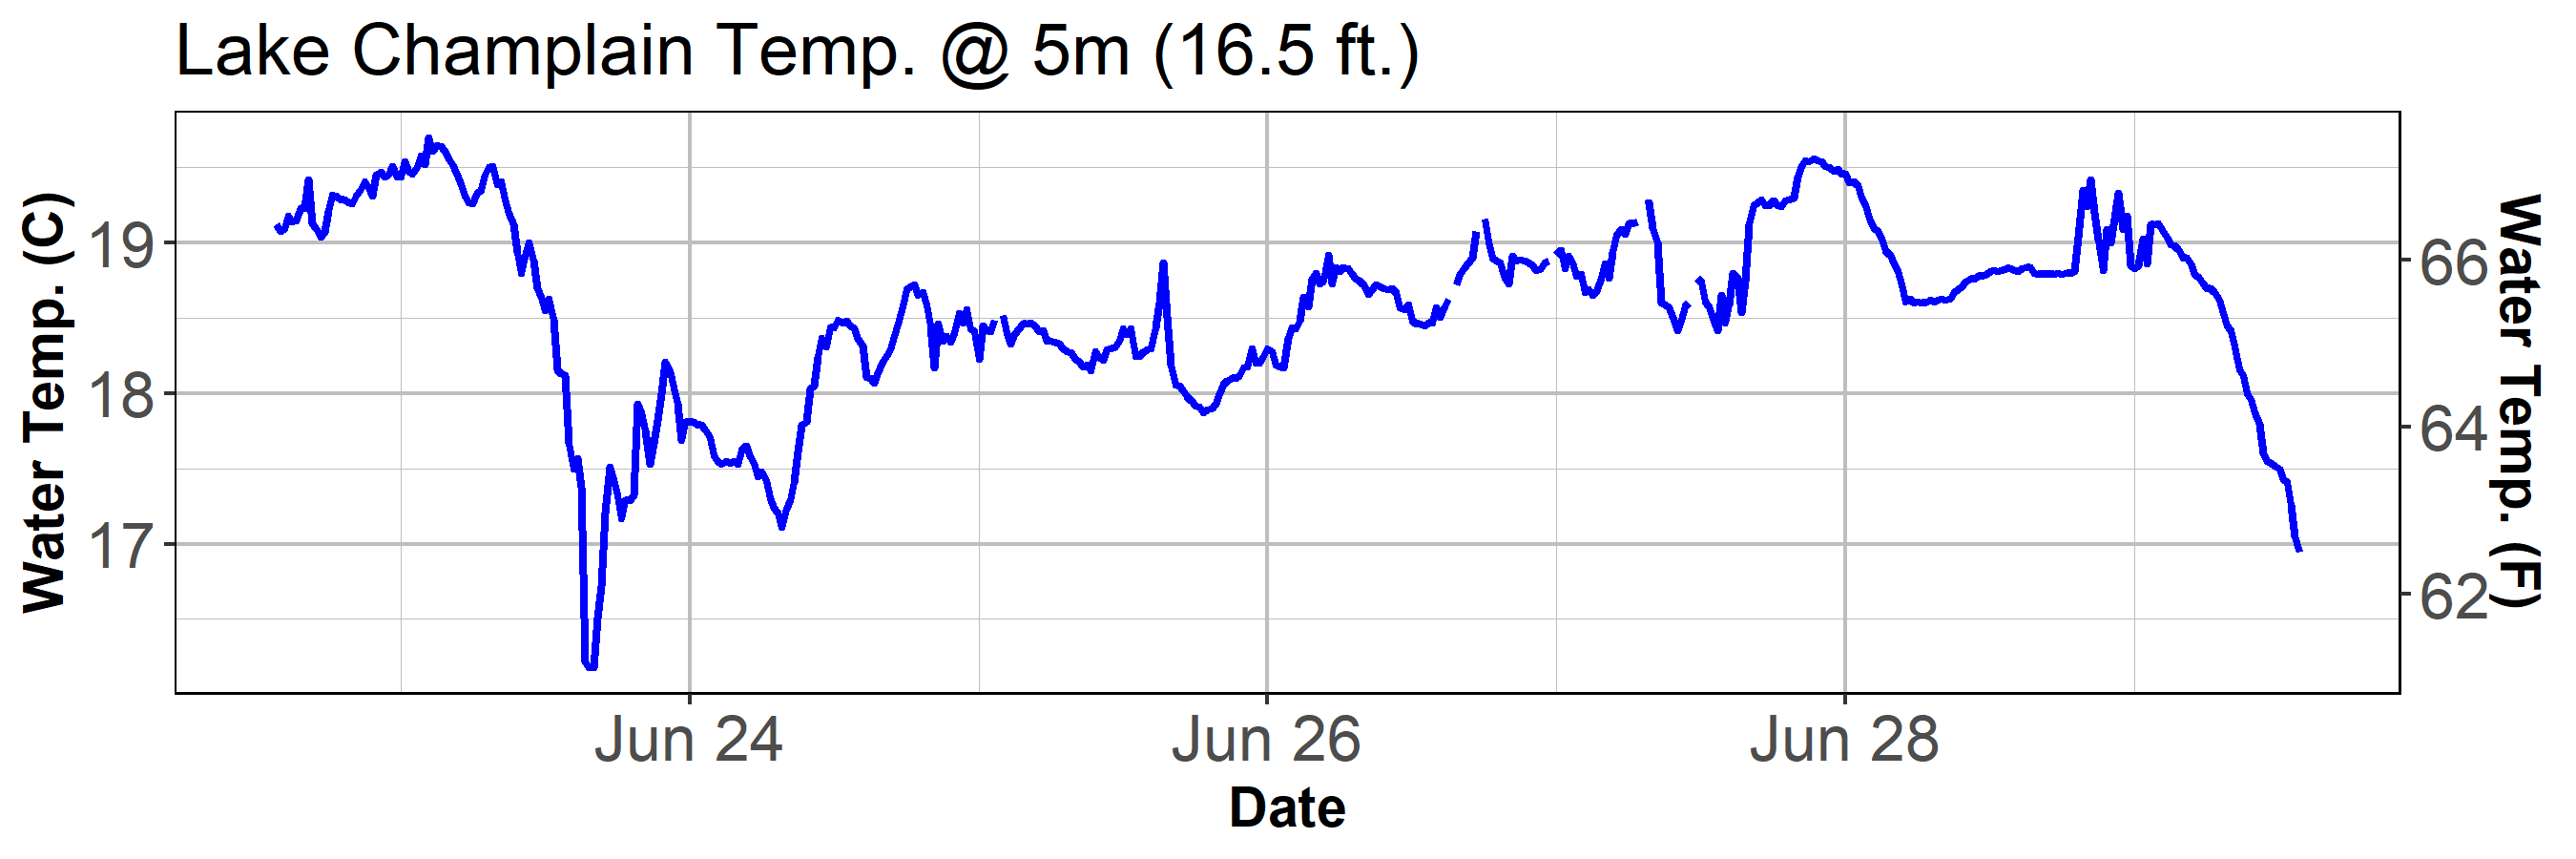 Lake Champlain Temp. @ 5m (16.5 ft.)
Water Temp. (C)
19
18
17
66
64
62
Water Temp. (F)
Jun 24 Jun 26 Jun 28
Date